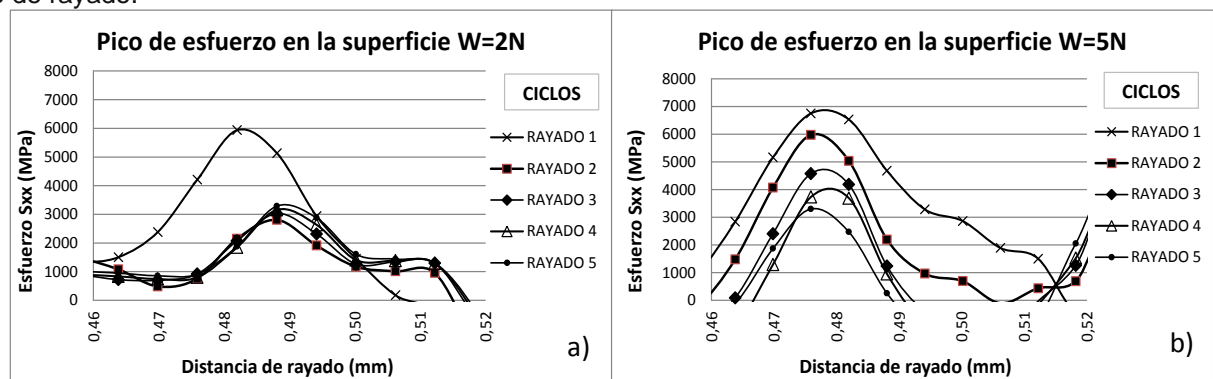 de rayado.
Pico de esfuerzo en la superficie W=2N
8000
7000
6000
5000
4000
3000
2000
1000
0
Esfuerzo Sxx (MPa)
0,46
0,47
0,48
0,49
0,50
0,51
0,52
Distancia de rayado (mm)
CICLOS
RAYADO 1
RAYADO 2
RAYADO 3
RAYADO 4
RAYADO 5
a)
Pico de esfuerzo en la superficie W=5N
8000
7000
6000
5000
4000
3000
2000
1000
0
Esfuerzo Sxx (MPa)
0,46
0,47
0,48
0,49
0,50
0,51
0,52
Distancia de rayado (mm)
CICLOS
RAYADO 1
RAYADO 2
RAYADO 3
RAYADO 4
RAYADO 5
b)